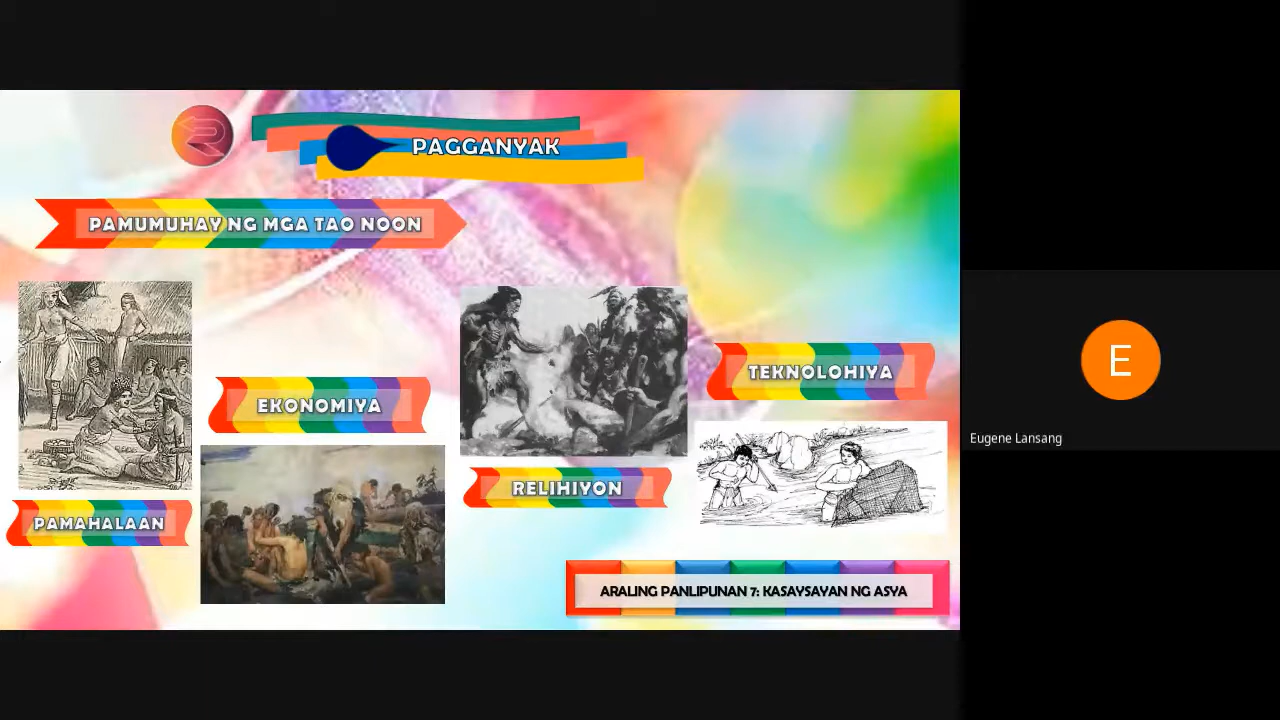 PAGGANYAK
PAMUMUHAY NG MGA TAO NOON
PAMAHALAAN
EKONOMIYA
RELIHIYON
TEKNOLOHIYA
ARALING PANLIPUNAN 7: KASAYSAYAN NG ASYA
E
Eugene Lansang